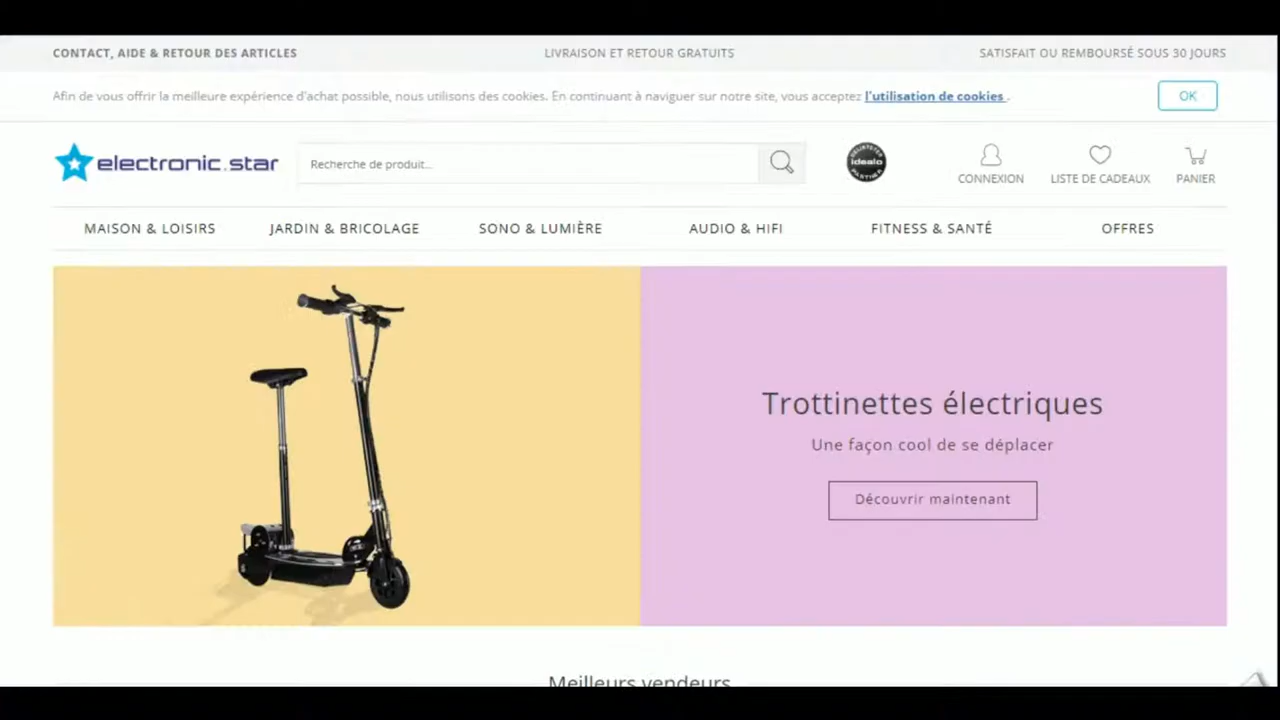 CONTACT, AIDE & RETOUR DES ARTICLES
LIVRAISON ET RETOUR GRATUITS
SATISFAIT OU REMBOURSÉ SOUS 30 JOURS
Afin de vous offrir la meilleure expérience d'achat possible, nous utilisons des cookies. En continuant à naviguer sur notre site, vous acceptez l'utilisation de cookies .
OK
electronic.star
Recherche de produit...
idealo
PARTNER
CONNEXION
LISTE DE CADEAUX
PANIER
MAISON & LOISIRS
JARDIN & BRICOLAGE
SONO & LUMIÈRE
AUDIO & HIFI
FITNESS & SANTÉ
OFFRES
Trottinettes électriques
Une façon cool de se déplacer
Découvrir maintenant
Meilleurs vendeurs